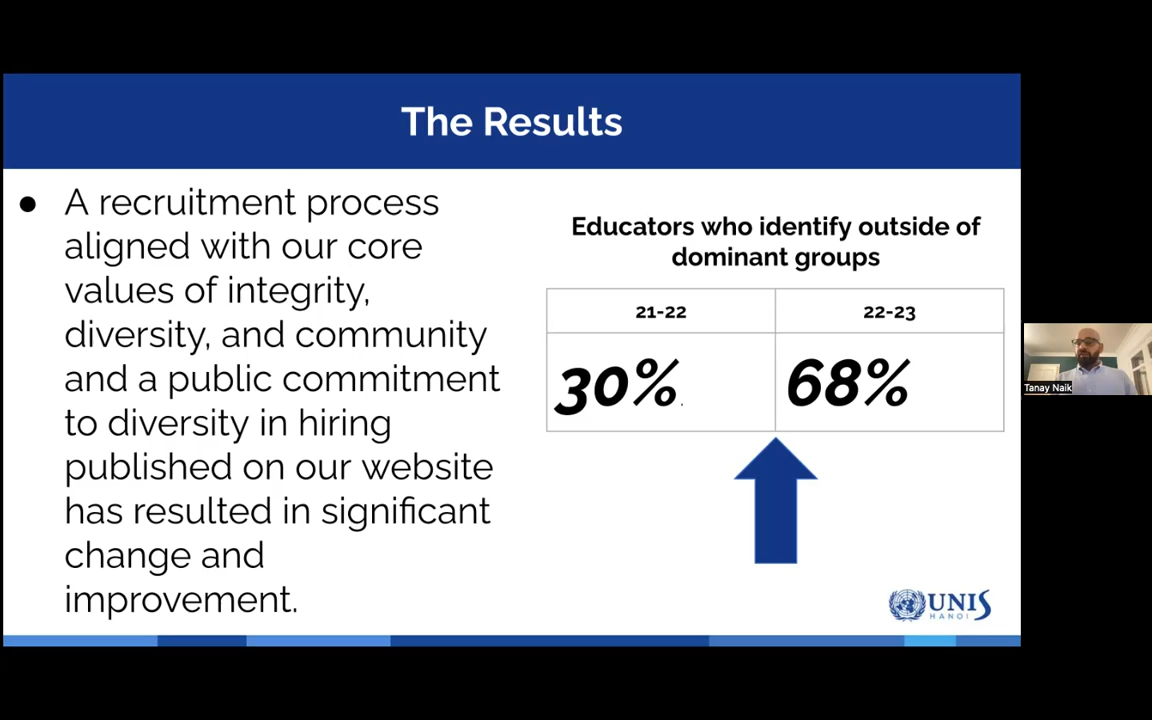 The Results
● A recruitment process
aligned with our core
values of integrity,
diversity, and community
and a public commitment
to diversity in hiring
published on our website
has resulted in significant
change and
improvement.
Educators who identify outside of
dominant groups
21-22 22-23
30%. 68%
UNIS
HANOI
Tanay Naik